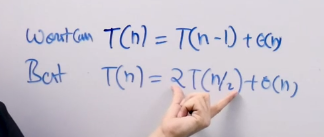 Worst Case T(n) = T(n-1) + Θ(n)
Best T(n) = 2T(n/2) + Θ(n)